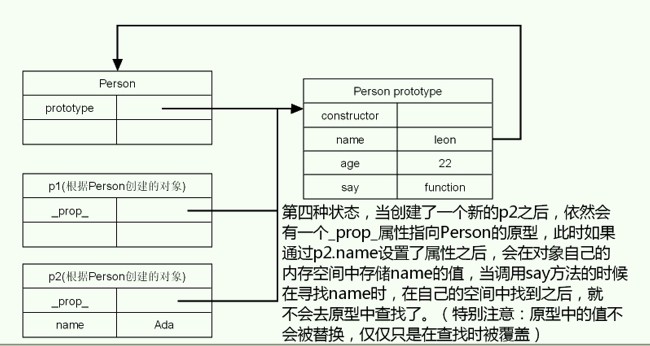 Person
prototype
Person prototype
constructor
name leon
age 22
say function
p1(根据Person创建的对象)
_prop_
p2(根据Person创建的对象)
_prop_
name Ada
第四种状态，当创建了一个新的p2之后，依然会
有一个_prop_属性指向Person的原型，此时如果
通过p2.name设置了属性之后，会在对象自己的
内存空间中存储name的值，当调用say方法的时候
在寻找name时，在自己的空间中找到之后，就
不会去原型中查找了。（特别注意：原型中的值不
会被替换，仅仅只是在查找时被覆盖）